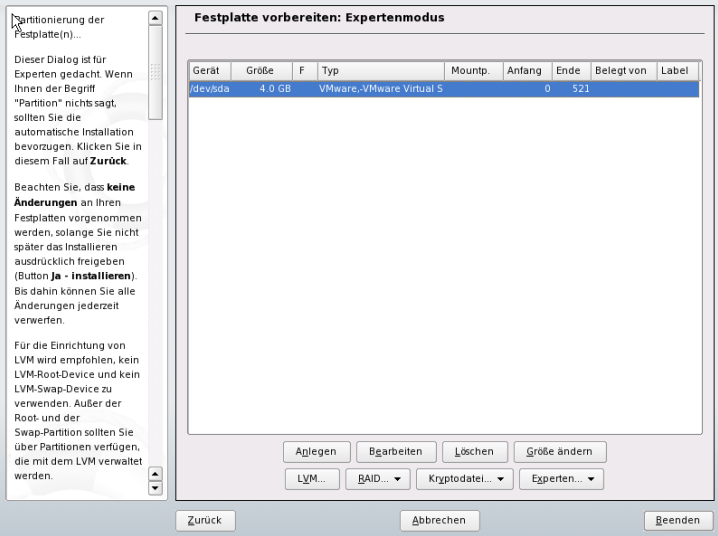 Partitionierung der
Festplatte(n)...
Dieser Dialog ist für
Experten gedacht. Wenn
Ihnen der Begriff
"Partition" nichts sagt,
sollten Sie die
automatische Installation
bevorzugen. Klicken Sie in
diesem Fall auf Zurück.
Beachten Sie, dass keine
Änderungen an Ihren
Festplatten vorgenommen
werden, solange Sie nicht
später das Installieren
ausdrücklich freigeben
(Button Ja - installieren).
Bis dahin können Sie alle
Änderungen jederzeit
verwerfen.
Für die Einrichtung von
LVM wird empfohlen, kein
LVM-Root-Device und kein
LVM-Swap-Device zu
verwenden. Außer der
Root- und der
Swap-Partition sollten Sie
über Partitionen verfügen,
die mit dem LVM verwaltet
werden.
Festplatte vorbereiten: Expertenmodus
Gerät Größe F Typ Mountp. Anfang Ende Belegt von Label
/dev/sda 4.0 GB VMware,-VMware Virtual S 0 521
Anlegen Bearbeiten Löschen Größe ändern
LVM... RAID... Kryptodatei... Experten...
Zurück Abbrechen Beenden